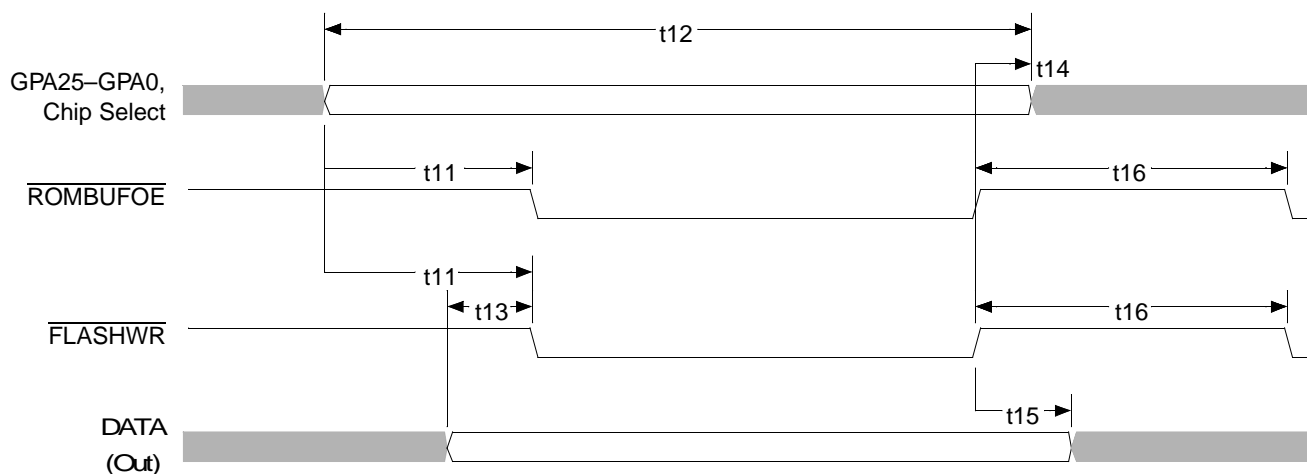 t12
GPA25–GPA0,
Chip Select
t14
t11
t16
ROMBUFOE
t11
t13
t16
FLASHWR
t15
DATA
(Out)